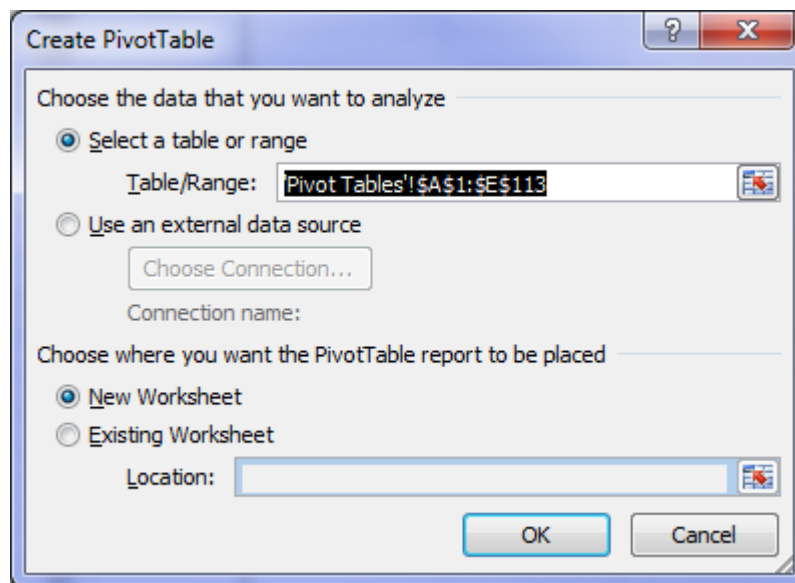 Create PivotTable
?
X
Choose the data that you want to analyze
Select a table or range
Table/Range: 'Pivot Tables'!$A$1:$E$113
Use an external data source
Choose Connection...
Connection name:
Choose where you want the PivotTable report to be placed
New Worksheet
Existing Worksheet
Location:
OK Cancel